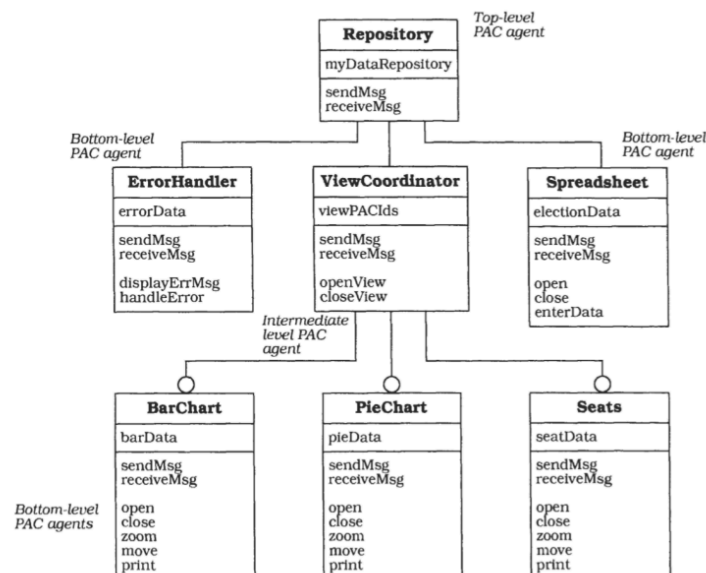 Top-level
PAC agent
Repository
myDataRepository
sendMsg
receiveMsg
Bottom-level
PAC agent
Bottom-level
PAC agent
ErrorHandler
errorData
sendMsg
receiveMsg
displayErrMsg
handleError
ViewCoordinator
viewPACIds
sendMsg
receiveMsg
openView
closeView
Spreadsheet
electionData
sendMsg
receiveMsg
open
close
enterData
Intermediate
level PAC
agent
BarChart
barData
sendMsg
receiveMsg
open
close
zoom
move
print
PieChart
pieData
sendMsg
receiveMsg
open
close
zoom
move
print
Seats
seatData
sendMsg
receiveMsg
open
close
zoom
move
print
Bottom-level
PAC agents